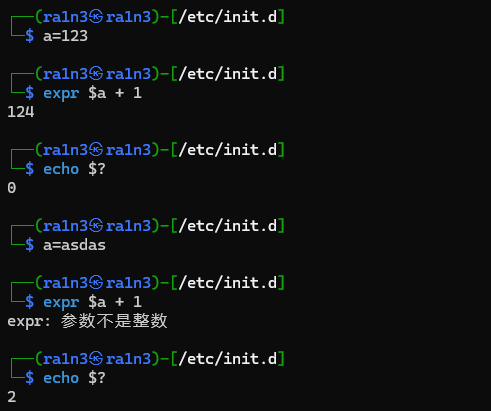 ┌──(ra1n3㉿ra1n3)-[/etc/init.d]
└─$ a=123
┌──(ra1n3㉿ra1n3)-[/etc/init.d]
└─$ expr $a + 1
124
┌──(ra1n3㉿ra1n3)-[/etc/init.d]
└─$ echo $?
0
┌──(ra1n3㉿ra1n3)-[/etc/init.d]
└─$ a=asdas
┌──(ra1n3㉿ra1n3)-[/etc/init.d]
└─$ expr $a + 1
expr: 参数不是整数
┌──(ra1n3㉿ra1n3)-[/etc/init.d]
└─$ echo $?
2